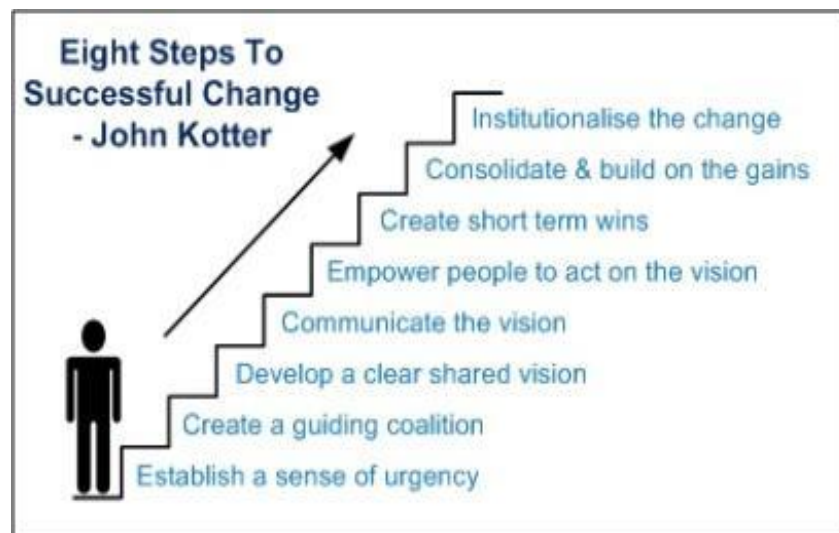 Eight Steps To
Successful Change
- John Kotter
Institutionalise the change
Consolidate & build on the gains
Create short term wins
Empower people to act on the vision
Communicate the vision
Develop a clear shared vision
Create a guiding coalition
Establish a sense of urgency